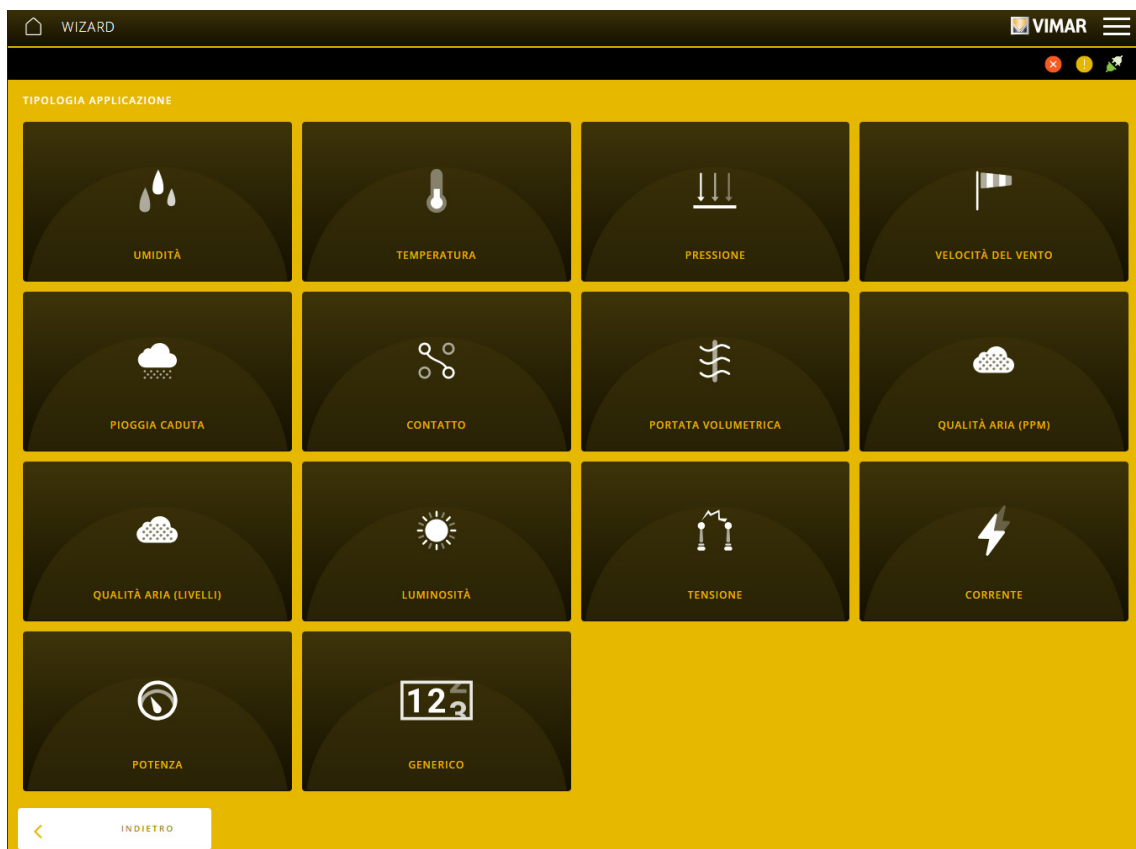 WIZARD
VIMAR
TIPOLOGIA APPLICAZIONE
UMIDITÀ
TEMPERATURA
PRESSIONE
VELOCITÀ DEL VENTO
PIOGGIA CADUTA
CONTATTO
PORTATA VOLUMETRICA
QUALITÀ ARIA (PPM)
QUALITÀ ARIA (LIVELLI)
LUMINOSITÀ
TENSIONE
CORRENTE
POTENZA
123
GENERICO
INDIETRO